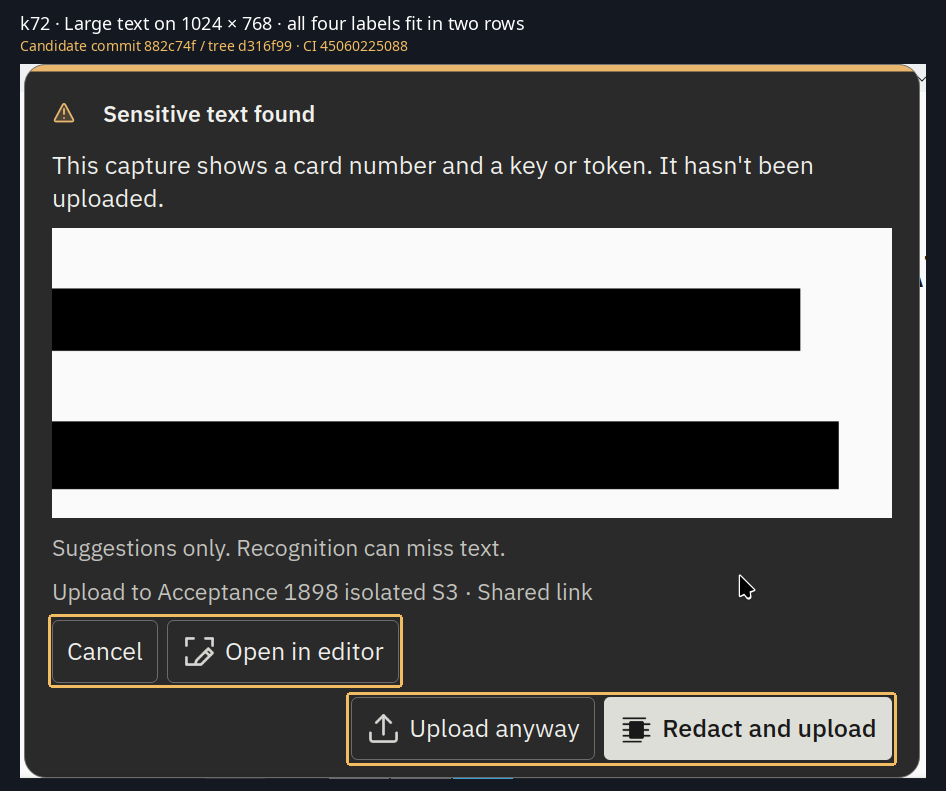 k72 · Large text on 1024 × 768 · all four labels fit in two rows
Candidate commit 882c74f / tree d316f99 · CI 45060225088
Sensitive text found
This capture shows a card number and a key or token. It hasn't been
uploaded.
Suggestions only. Recognition can miss text.
Upload to Acceptance 1898 isolated S3 · Shared link
Cancel
Open in editor
Upload anyway
Redact and upload